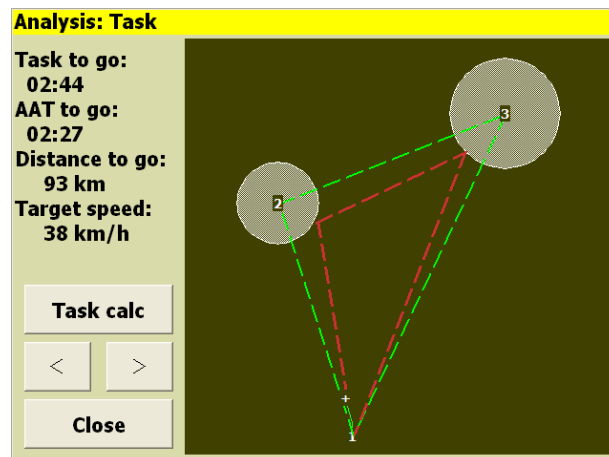 Analysis: Task
Task to go:
02:44
AAT to go:
02:27
Distance to go:
93 km
Target speed:
38 km/h
Task calc
< >
Close
3
2
+
1